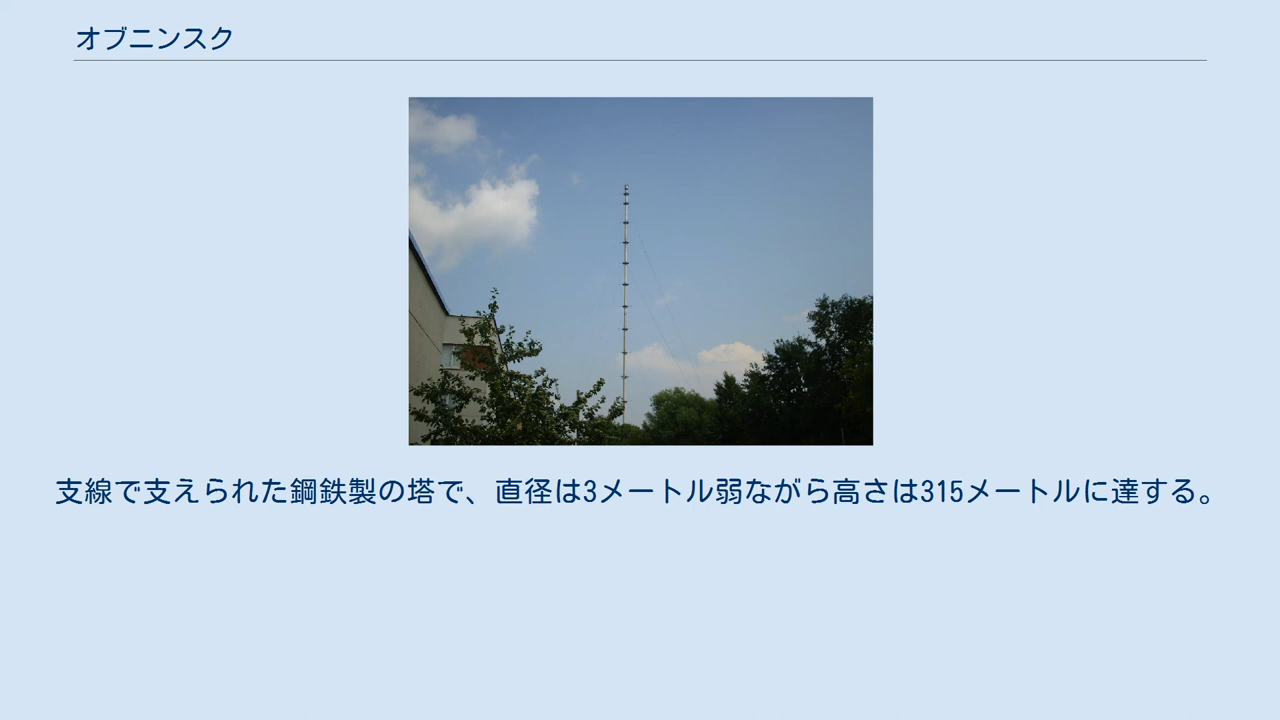 オブニンスク
支線で支えられた鋼鉄製の塔で、直径は3メートル弱ながら高さは315メートルに達する。